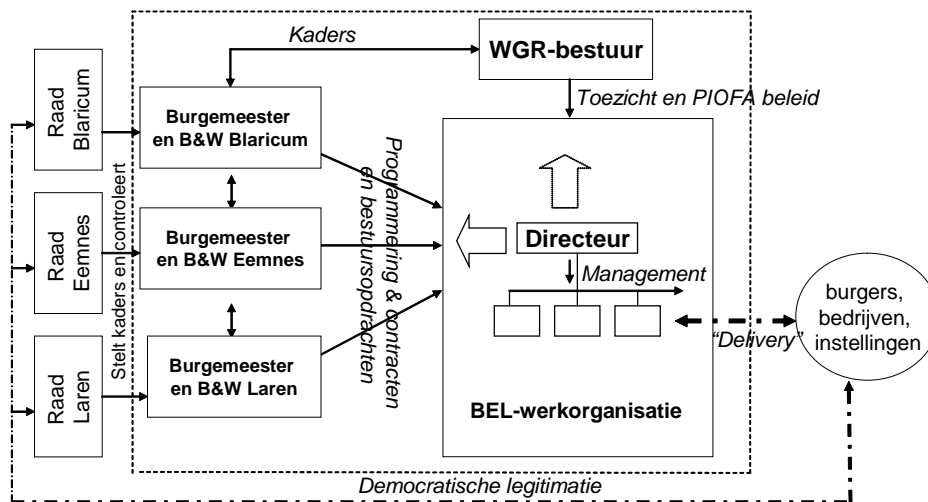 Kaders
WGR-bestuur
Toezicht en PIOFA beleid
Raad
Blaricum
Raad
Eemnes
Raad
Laren
Stelt kaders en controleert
Burgemeester
en B&W Blaricum
Burgemeester
en B&W Eemnes
Burgemeester
en B&W Laren
Programmering & contracten
en bestuursopdrachten
Directeur
Management
BEL-werkorganisatie
“Delivery”
burgers,
bedrijven,
instellingen
Democratische legitimatie